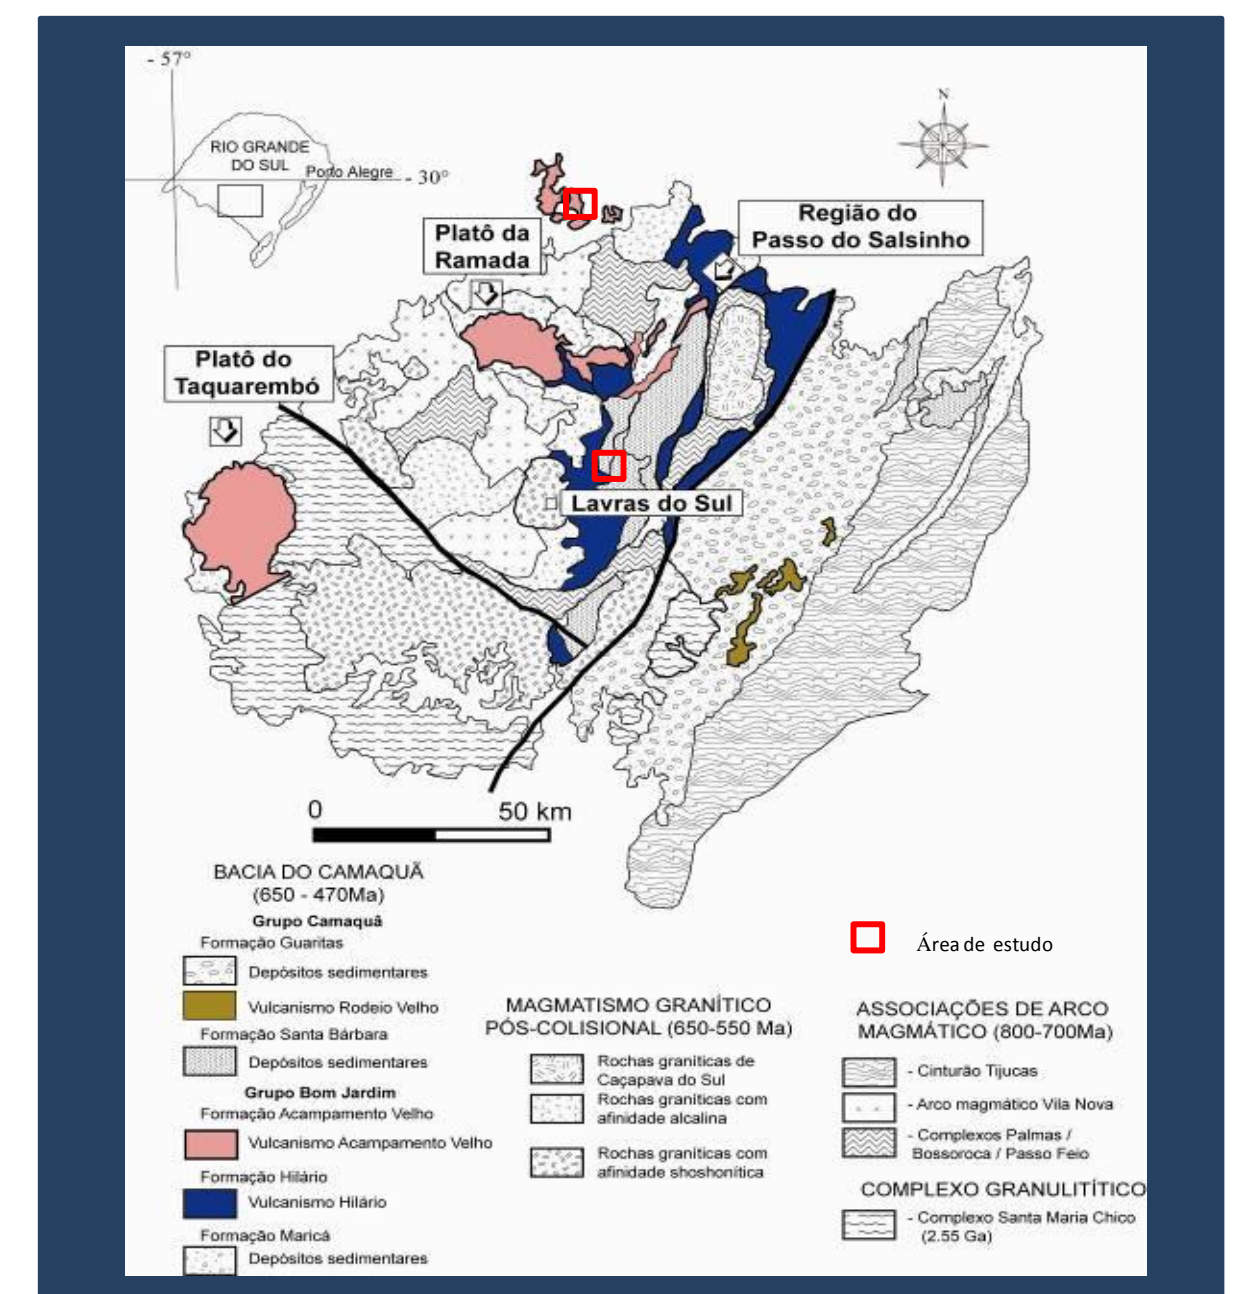 - 57°
N
RIO GRANDE
DO SUL
Porto Alegre
- 30°
Região do
Passo do Salsinho
Platô da
Ramada
Platô do
Taquarembó
Lavras do Sul
0 50 km
BACIA DO CAMAQUÃ
(650 - 470Ma)
Grupo Camaquã
Formação Guaritas
Depósitos sedimentares
Vulcanismo Rodeio Velho
Formação Santa Bárbara
Depósitos sedimentares
Grupo Bom Jardim
Formação Acampamento Velho
Vulcanismo Acampamento Velho
Formação Hilário
Vulcanismo Hilário
Formação Maricá
Depósitos sedimentares
MAGMATISMO GRANÍTICO
PÓS-COLISIONAL (650-550 Ma)
Rochas graníticas de
Caçapava do Sul
Rochas graníticas com
afinidade alcalina
Rochas graníticas com
afinidade shoshonítica
Área de estudo
ASSOCIAÇÕES DE ARCO
MAGMÁTICO (800-700Ma)
- Cinturão Tijucas
- Arco magmático Vila Nova
- Complexos Palmas /
Bossoroca / Passo Feio
COMPLEXO GRANULITÍTICO
- Complexo Santa Maria Chico
(2.55 Ga)